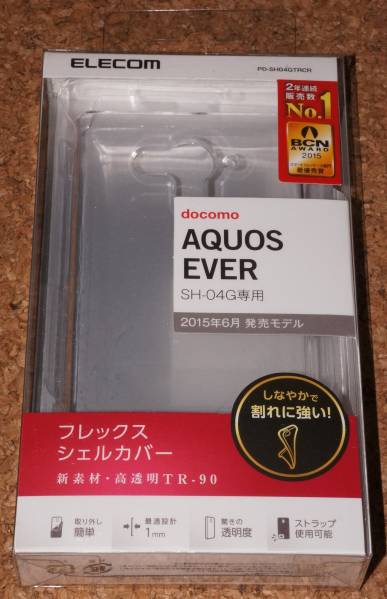 ELECOM
PD-SH04GTRCR
2年連続
販売数
No.1
BCN
AWARD
2015
最優秀賞
docomo
AQUOS
EVER
SH-04G専用
2015年6月 発売モデル
しなやかで
割れに強い!
フレックス
シェルカバー
新素材・高透明TR-90
取り外し
簡単
最適設計
1mm
驚きの
透明度
ストラップ
使用可能